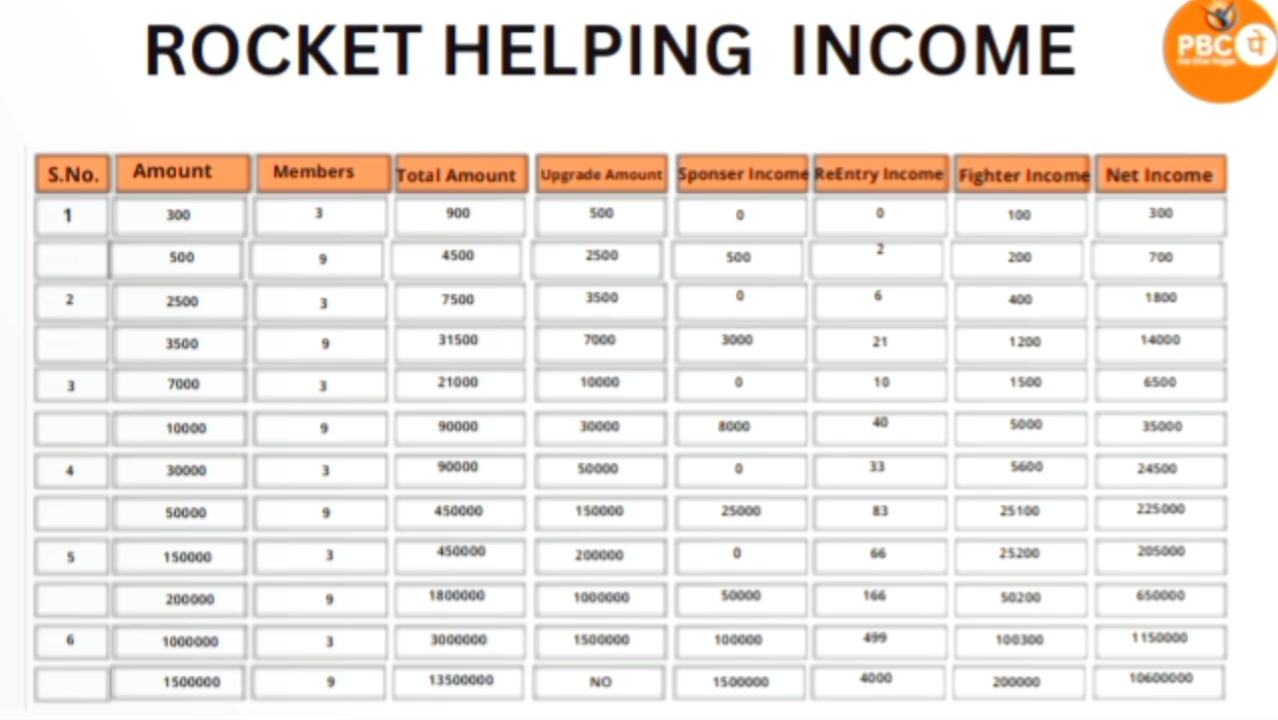 ROCKET HELPING INCOME
PBC पे
S.No. Amount Members Total Amount Upgrade Amount Sponser Income ReEntry Income Fighter Income Net Income
1 300 3 900 500 0 0 100 300
500 9 4500 2500 500 2 200 700
2 2500 3 7500 3500 0 6 400 1800
3500 9 31500 7000 3000 21 1200 14000
3 7000 3 21000 10000 0 10 1500 6500
10000 9 90000 30000 8000 40 5000 35000
4 30000 3 90000 50000 0 33 5600 24500
50000 9 450000 150000 25000 83 25100 225000
5 150000 3 450000 200000 0 66 25200 205000
200000 9 1800000 1000000 50000 166 50200 650000
6 1000000 3 3000000 1500000 100000 499 100300 1150000
1500000 9 13500000 NO 1500000 4000 200000 10600000